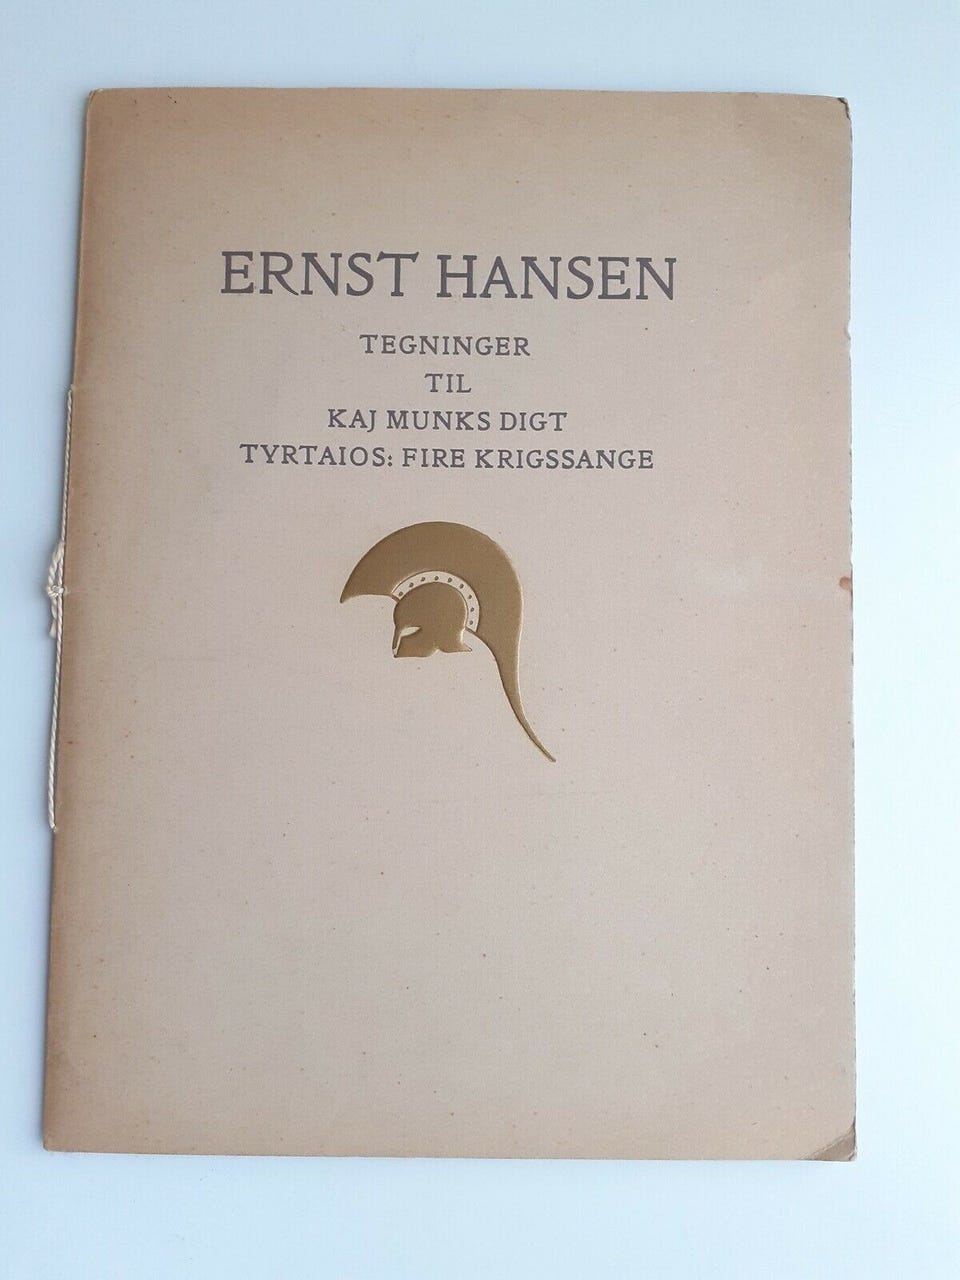 ERNST HANSEN
TEGNINGER
TIL
KAJ MUNKS DIGT
TYRTAIOS: FIRE KRIGSSANGE